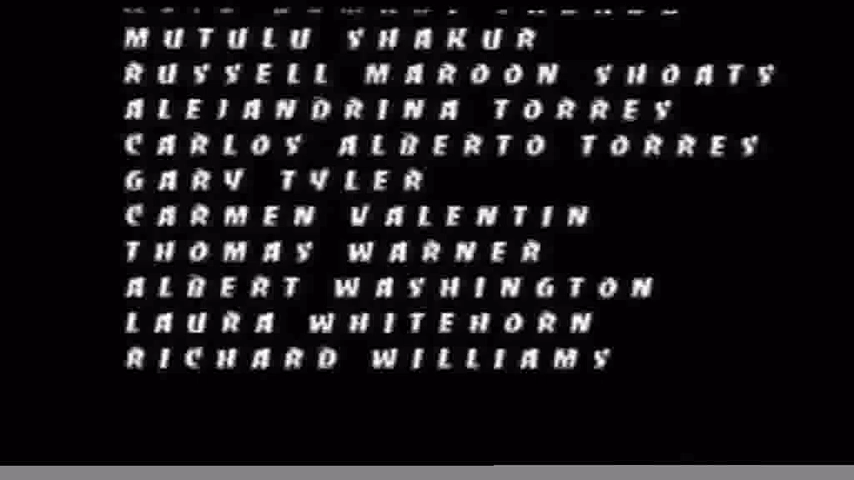 MUTULU SHAKUR
RUSSELL MAROON SHOATS
ALEJANDRINA TORRES
CARLOS ALBERTO TORRES
GARY TYLER
CARMEN VALENTIN
THOMAS WARNER
ALBERT WASHINGTON
LAURA WHITEHORN
RICHARD WILLIAMS